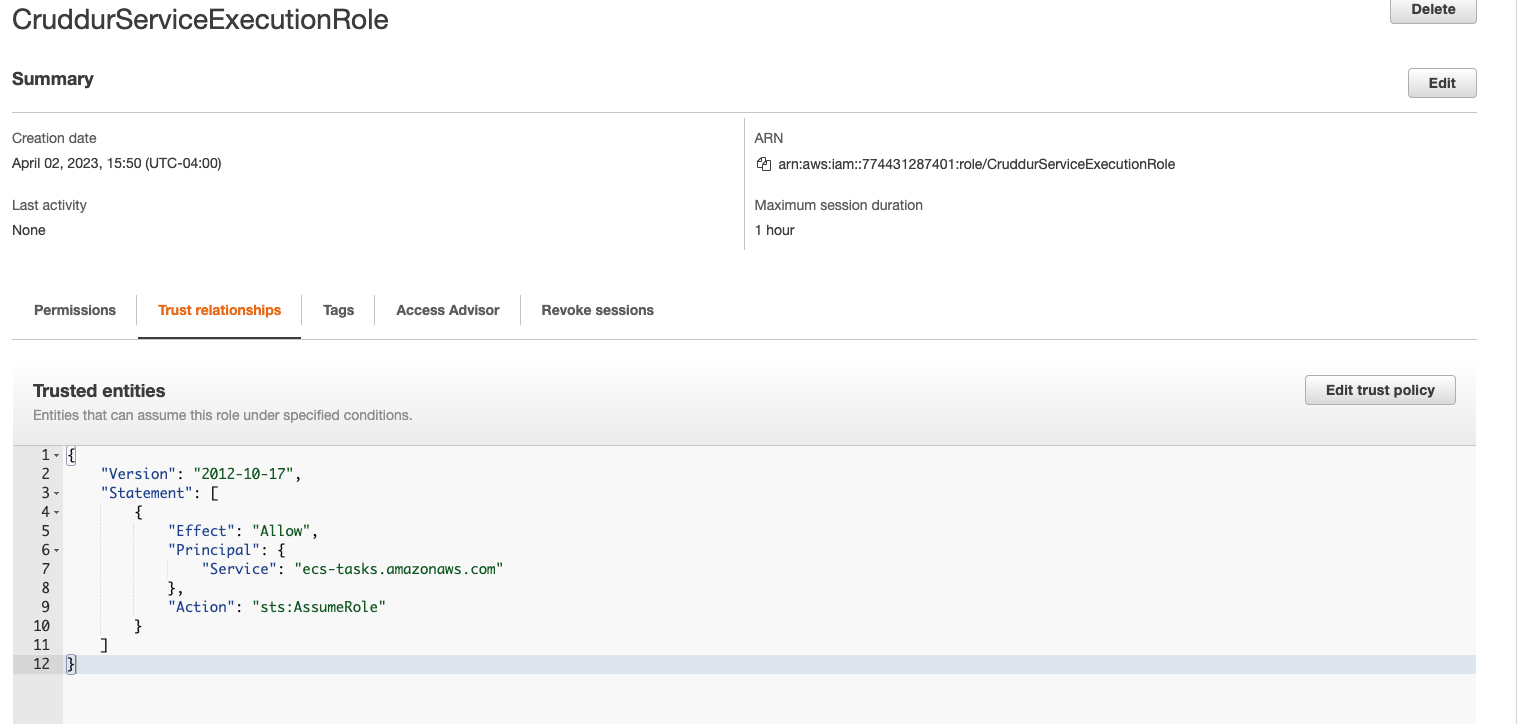 CruddurServiceExecutionRole
Delete
Summary
Edit
Creation date
April 02, 2023, 15:50 (UTC-04:00)
ARN
arn:aws:iam::774431287401:role/CruddurServiceExecutionRole
Last activity
None
Maximum session duration
1 hour
Permissions
Trust relationships
Tags
Access Advisor
Revoke sessions
Trusted entities
Entities that can assume this role under specified conditions.
Edit trust policy
1 {
2     "Version": "2012-10-17",
3     "Statement": [
4         {
5             "Effect": "Allow",
6             "Principal": {
7                 "Service": "ecs-tasks.amazonaws.com"
8             },
9             "Action": "sts:AssumeRole"
10         }
11     ]
12 }